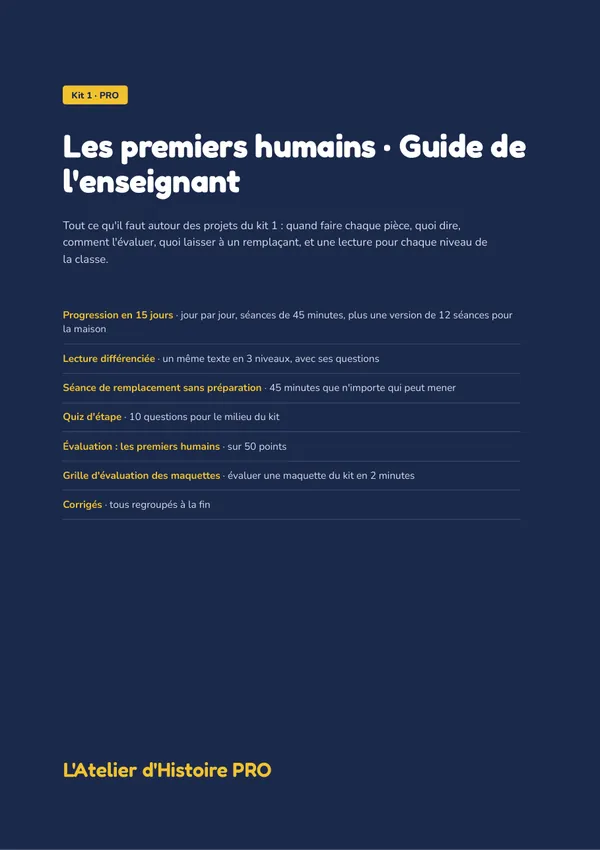 Kit 1 · PRO
Les premiers humains · Guide de
l'enseignant
Tout ce qu'il faut autour des projets du kit 1 : quand faire chaque pièce, quoi dire,
comment l'évaluer, quoi laisser à un remplaçant, et une lecture pour chaque niveau de
la classe.
Progression en 15 jours · jour par jour, séances de 45 minutes, plus une version de 12 séances pour
la maison
Lecture différenciée · un même texte en 3 niveaux, avec ses questions
Séance de remplacement sans préparation · 45 minutes que n'importe qui peut mener
Quiz d'étape · 10 questions pour le milieu du kit
Évaluation : les premiers humains · sur 50 points
Grille d'évaluation des maquettes · évaluer une maquette du kit en 2 minutes
Corrigés · tous regroupés à la fin
L'Atelier d'Histoire PRO